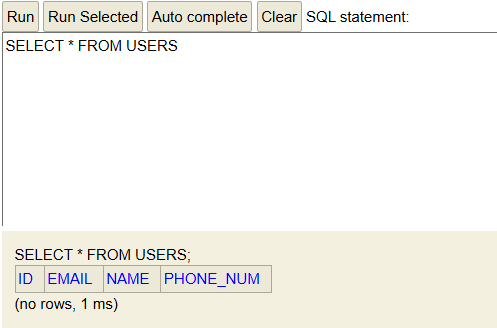 Run Run Selected Auto complete Clear SQL statement:
SELECT * FROM USERS
SELECT * FROM USERS;
ID EMAIL NAME PHONE_NUM
(no rows, 1 ms)